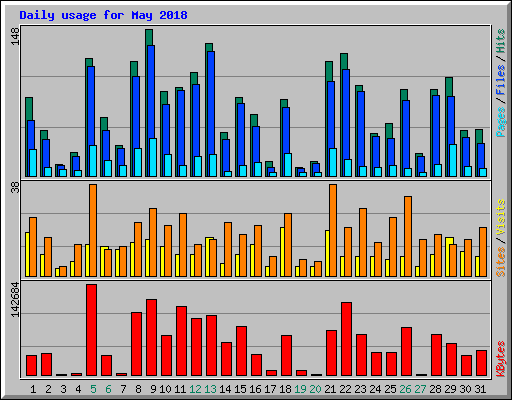 Daily usage for May 2018
148
38
142684
Pages / Files / Hits
Sites / Visits
KBytes
1 2 3 4 5 6 7 8 9 10 11 12 13 14 15 16 17 18 19 20 21 22 23 24 25 26 27 28 29 30 31